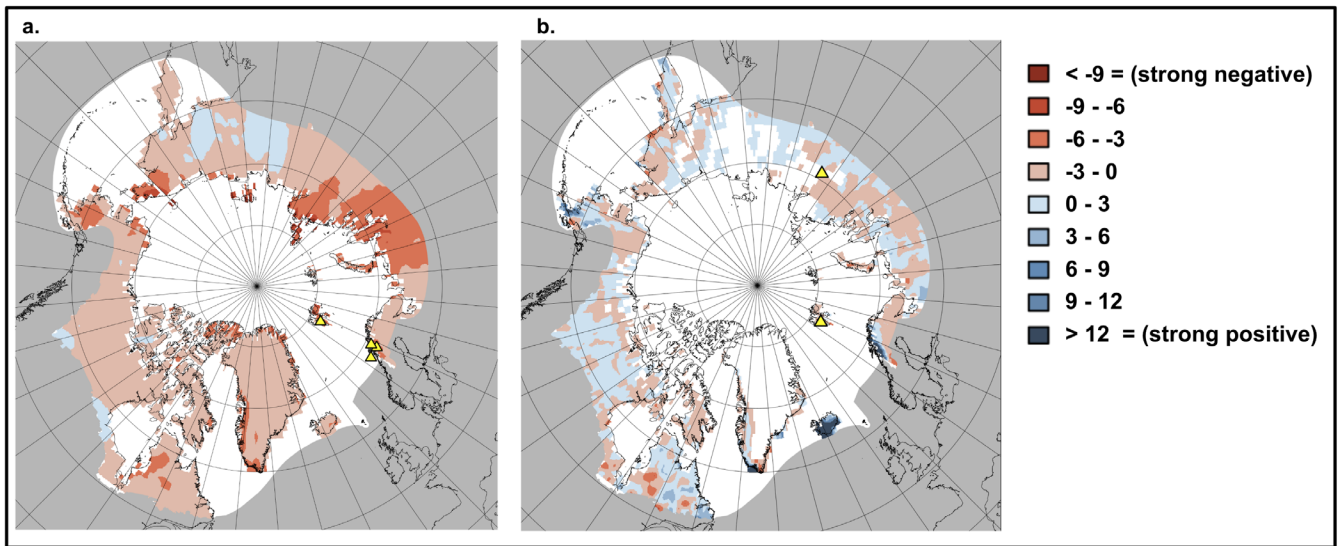 a.
b.
< -9 = (strong negative)
-9 - -6
-6 - -3
-3 - 0
0 - 3
3 - 6
6 - 9
9 - 12
> 12 = (strong positive)